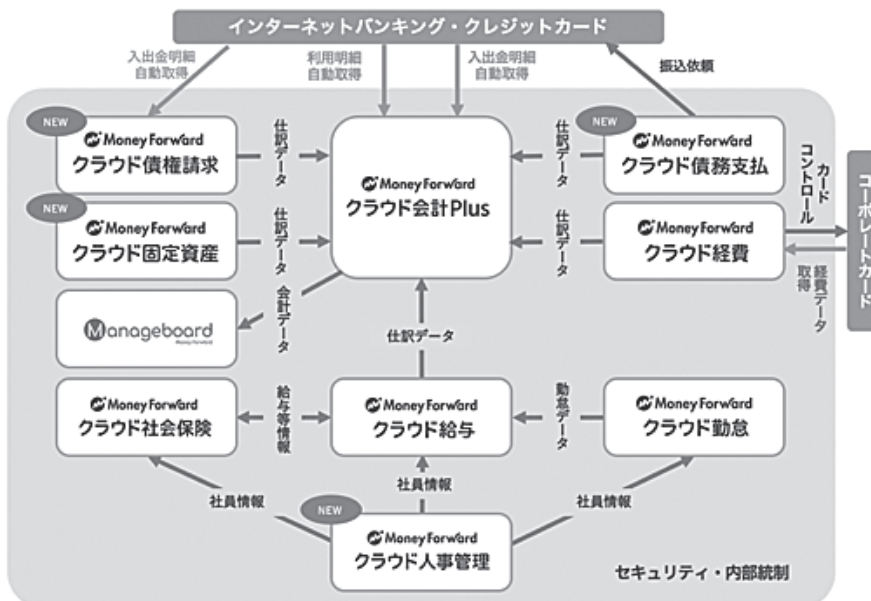 インターネットバンキング・クレジットカード
入出金明細
自動取得
利用明細
自動取得
入出金明細
自動取得
振込依頼
NEW
Money Forward
クラウド債権請求
仕訳データ
Money Forward
クラウド会計Plus
仕訳データ
NEW
Money Forward
クラウド債務支払
カード
コントロール
コーポレートカード
NEW
Money Forward
クラウド固定資産
仕訳データ
仕訳データ
Money Forward
クラウド経費
経費データ
取得
Manageboard
Money Forward
会計データ
仕訳データ
Money Forward
クラウド社会保険
給与等情報
Money Forward
クラウド給与
勤怠データ
Money Forward
クラウド勤怠
社員情報
社員情報
社員情報
NEW
Money Forward
クラウド人事管理
セキュリティ・内部統制